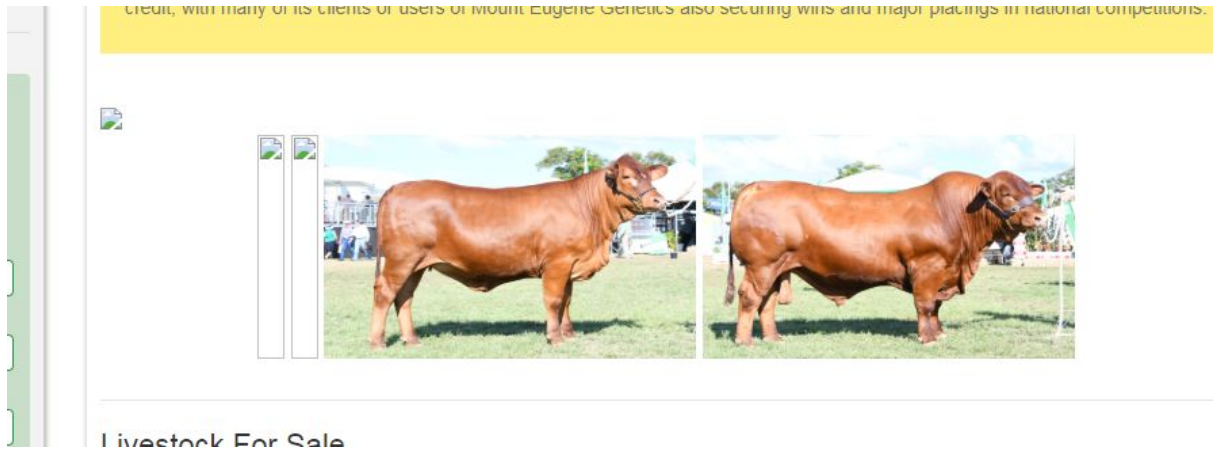 credit, with many of its clients or users of Mount Eugene Genetics also securing wins and major placings in national competitions.
Livestock For Sale